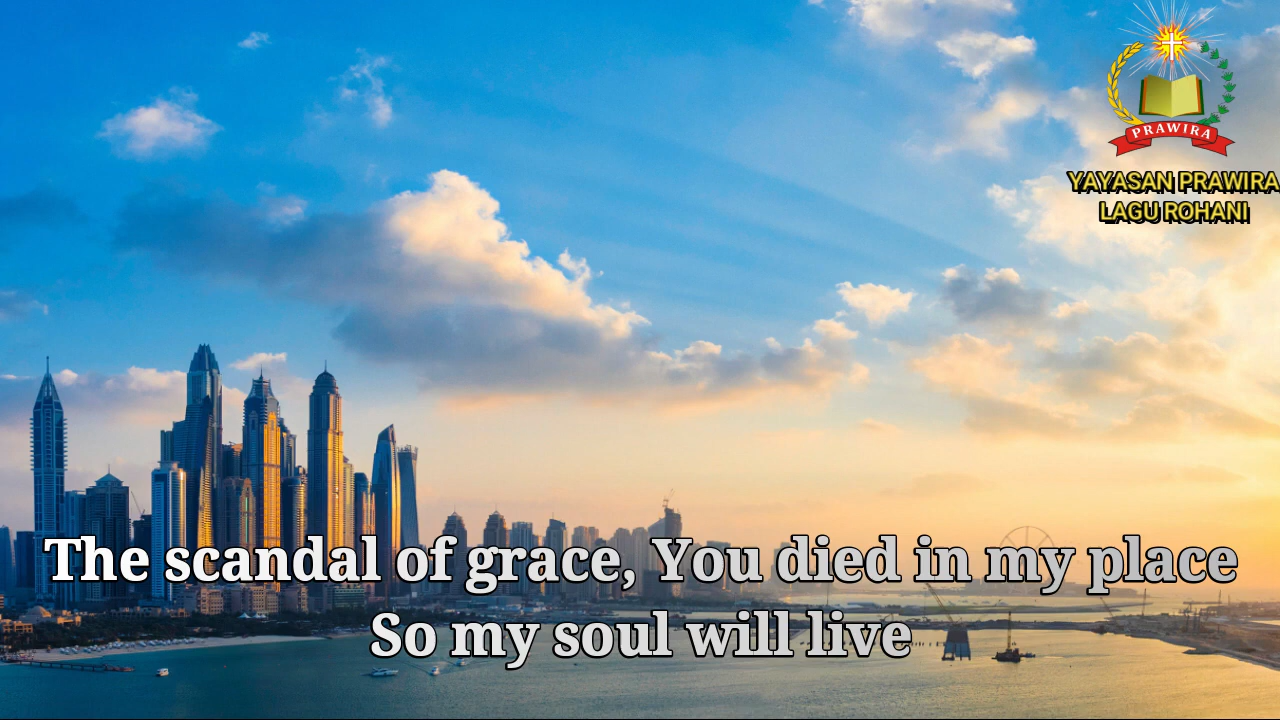 PRAWIRA
YAYASAN PRAWIRA
LAGU ROHANI
The scandal of grace, You died in my place
So my soul will live